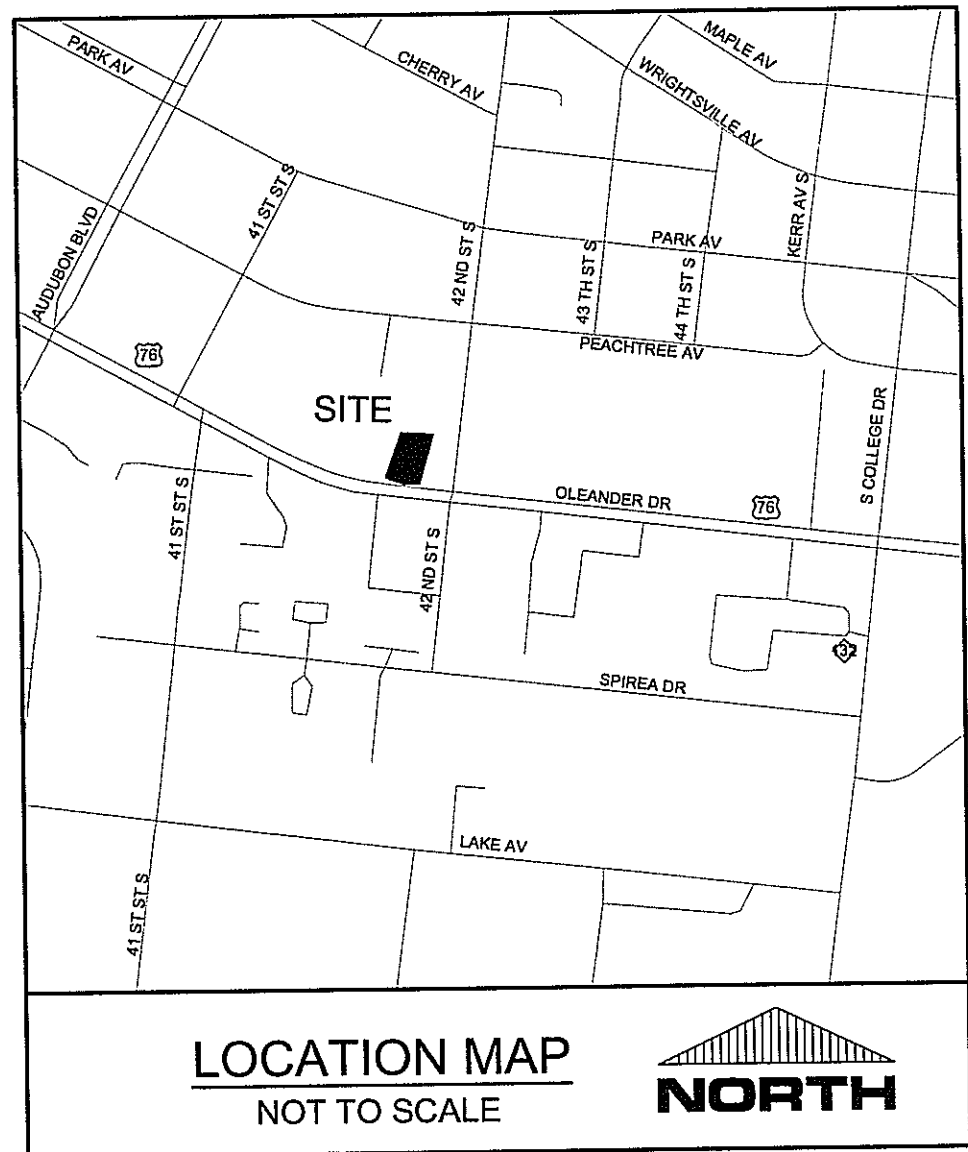 MAPLE AV
PARK AV
CHERRY AV
WRIGHTSVILLE AV
41 ST ST S
KERR AV S
AUDUBON BLVD
42 ND ST S
PARK AV
43 TH ST S
44 TH ST S
76
PEACHTREE AV
SITE
S COLLEGE DR
OLEANDER DR
76
41 ST ST S
42 ND ST S
132
SPIREA DR
LAKE AV
41 ST ST S
LOCATION MAP
NOT TO SCALE
NORTH